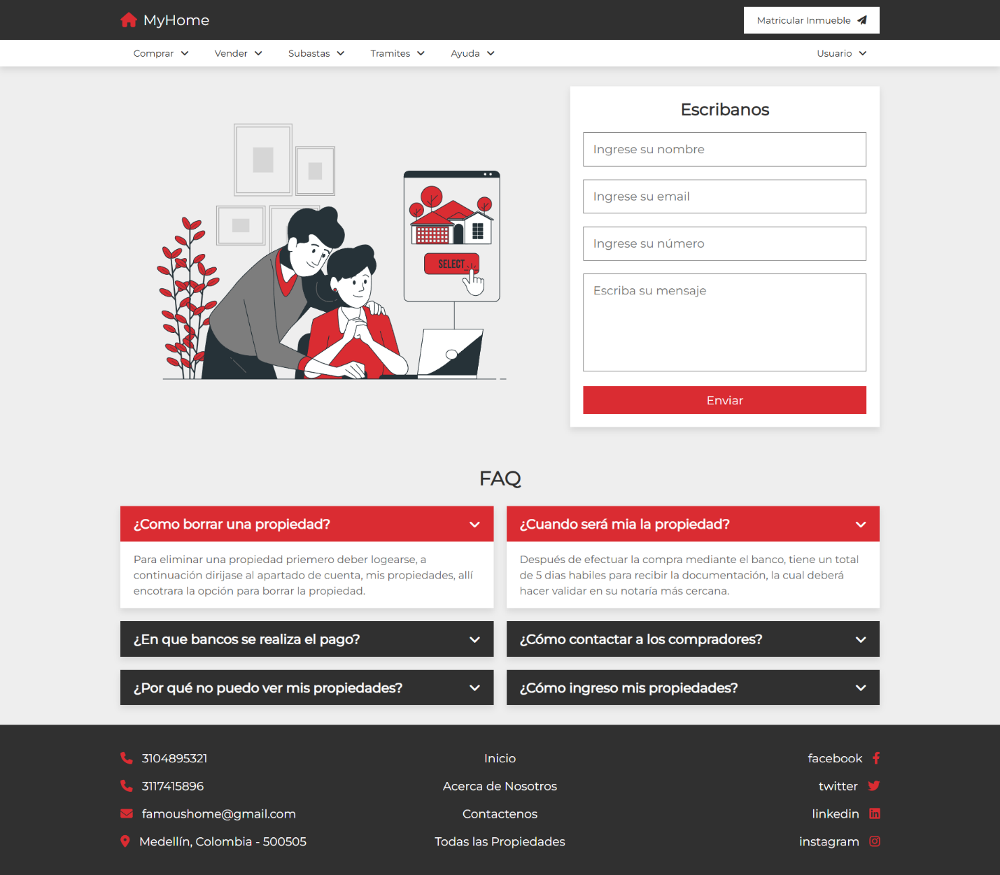 MyHome
Matricular Inmueble
Comprar
Vender
Subastas
Tramites
Ayuda
Usuario
SELECT
Escribanos
Ingrese su nombre
Ingrese su email
Ingrese su número
Escriba su mensaje
Enviar
FAQ
¿Como borrar una propiedad?
Para eliminar una propiedad priemero deber logearse, a
continuación dirijase al apartado de cuenta, mis propiedades, allí
encotrara la opción para borrar la propiedad.
¿Cuando será mia la propiedad?
Después de efectuar la compra mediante el banco, tiene un total
de 5 dias habiles para recibir la documentación, la cual deberá
hacer validar en su notaría más cercana.
¿En que bancos se realiza el pago?
¿Cómo contactar a los compradores?
¿Por qué no puedo ver mis propiedades?
¿Cómo ingreso mis propiedades?
3104895321
3117415896
famoushome@gmail.com
Medellín, Colombia - 500505
Inicio
Acerca de Nosotros
Contactenos
Todas las Propiedades
facebook
twitter
linkedin
instagram